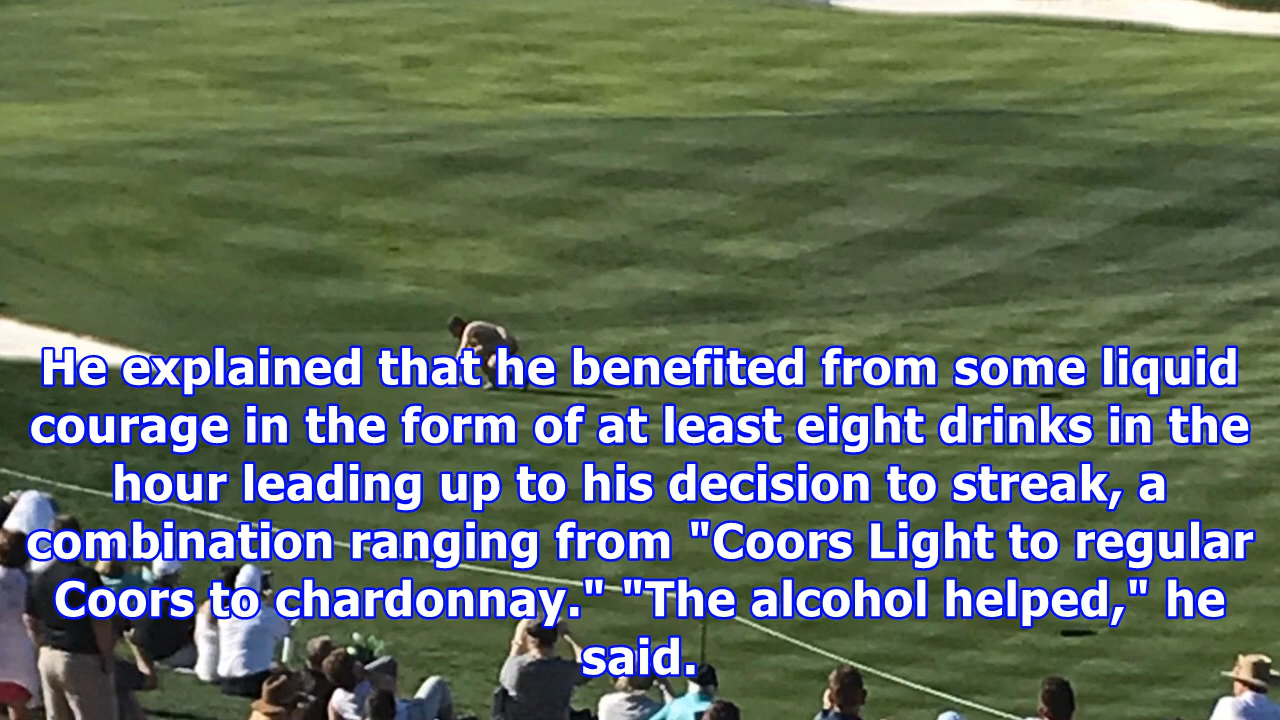 He explained that he benefited from some liquid
courage in the form of at least eight drinks in the
hour leading up to his decision to streak, a
combination ranging from "Coors Light to regular
Coors to chardonnay." "The alcohol helped," he
said.